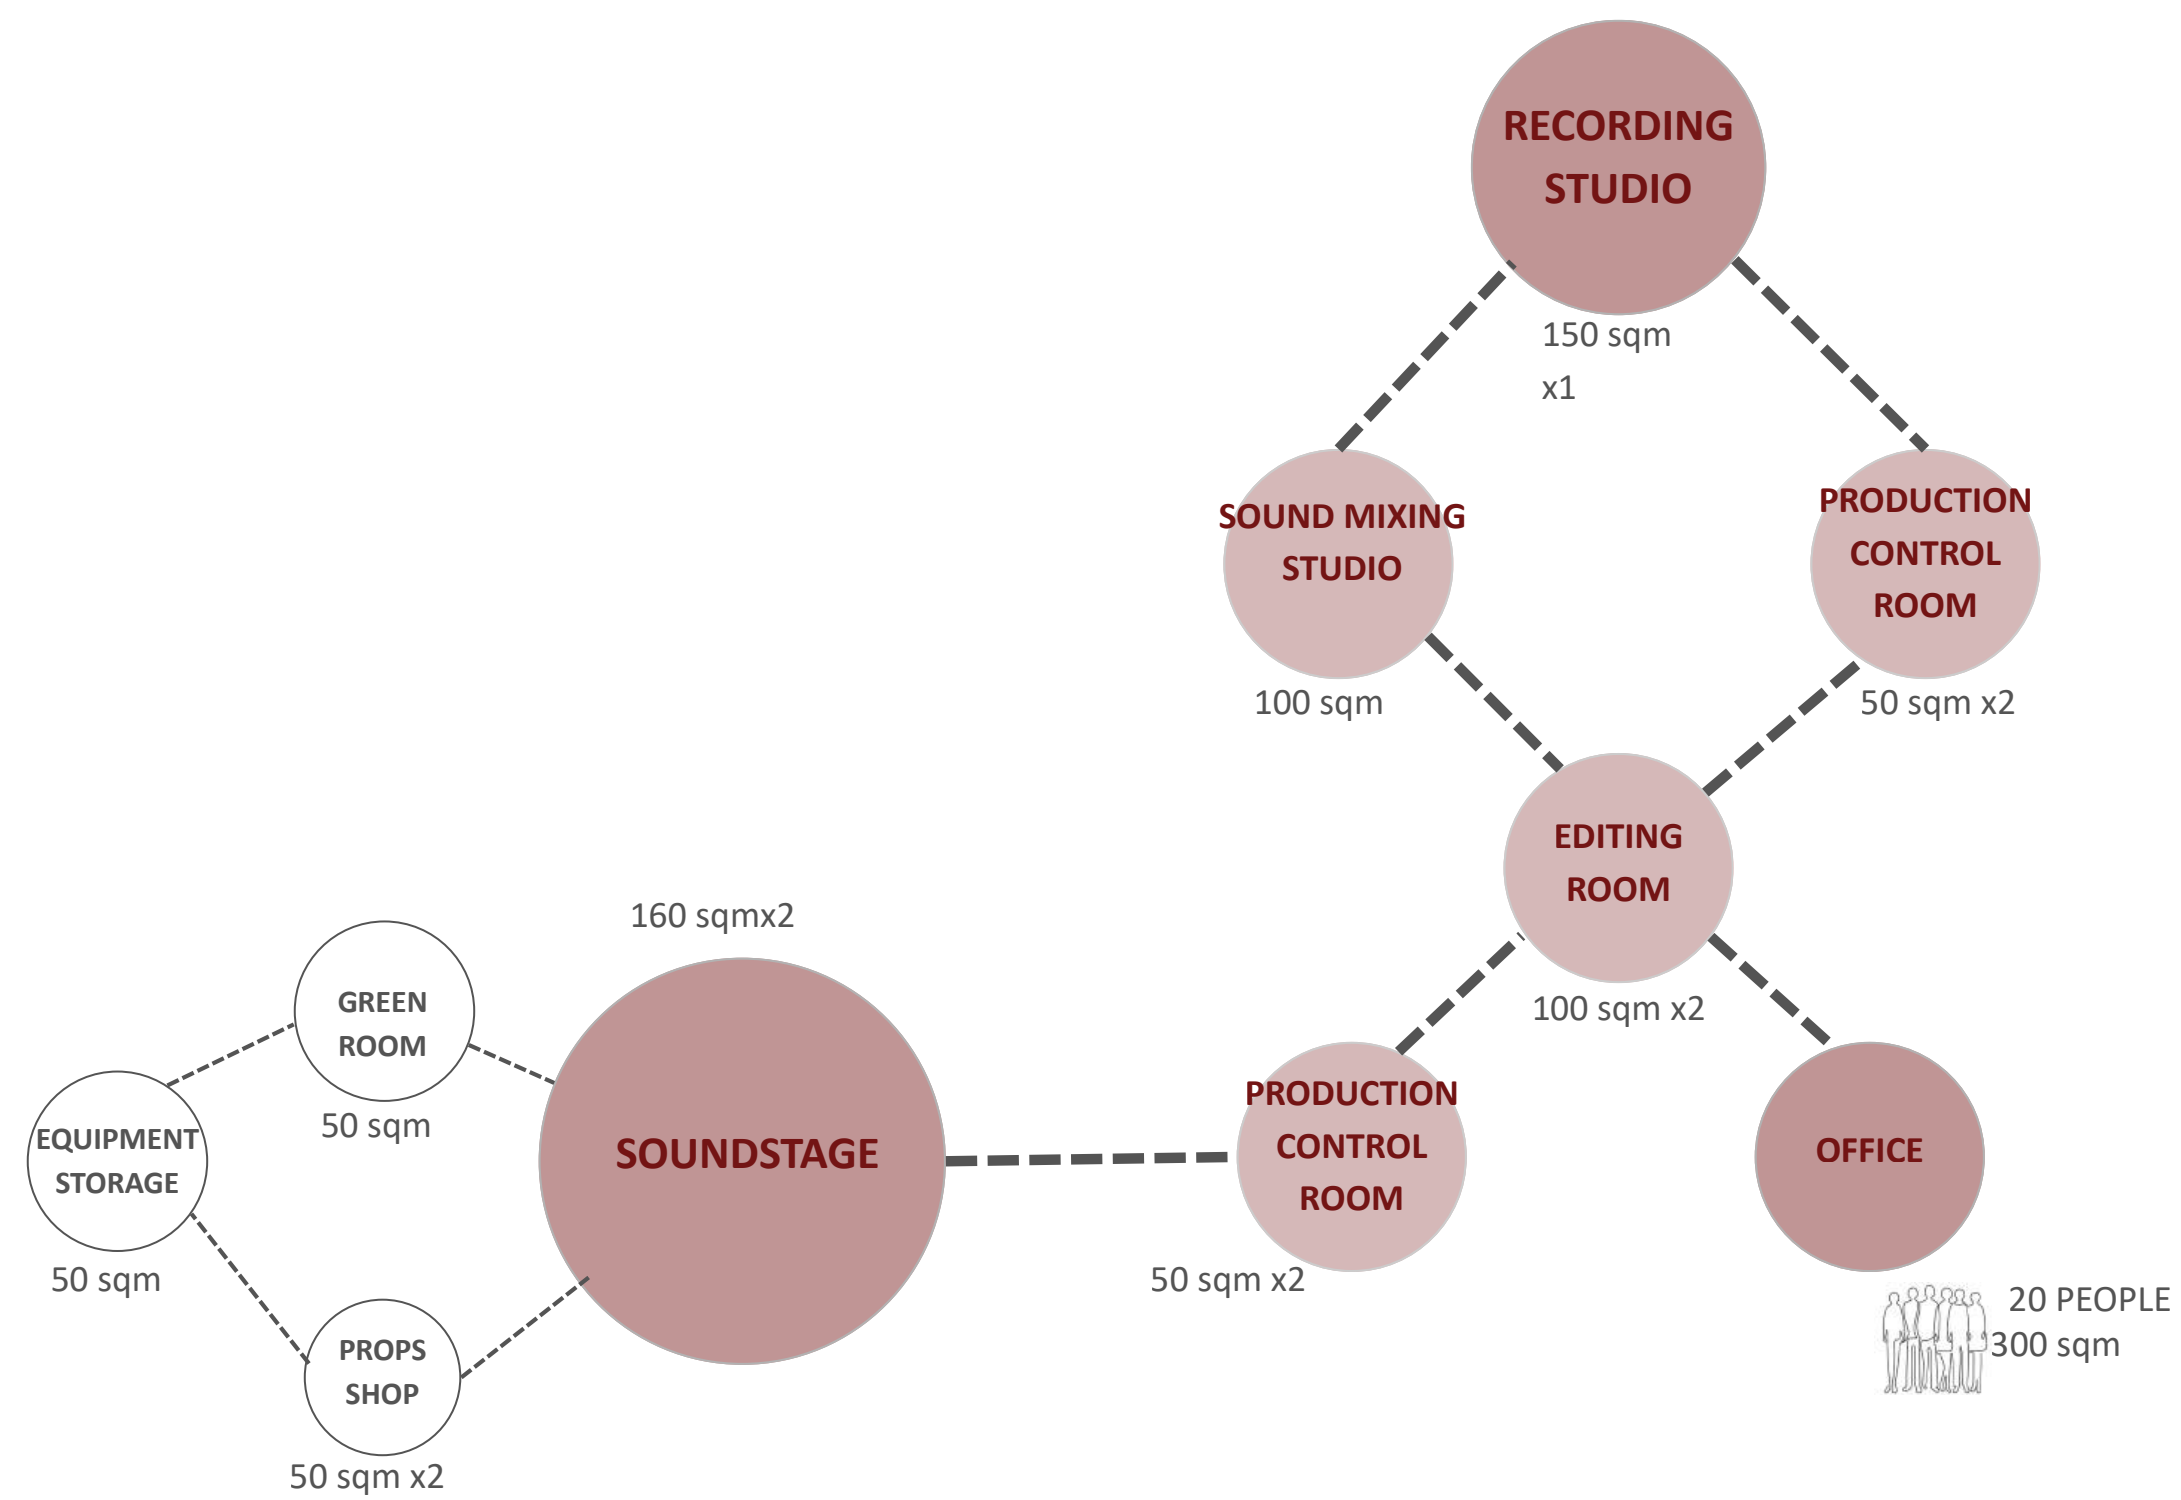 RECORDING
STUDIO
150 sqm
x1
SOUND MIXING
STUDIO
100 sqm
PRODUCTION
CONTROL
ROOM
50 sqm x2
EDITING
ROOM
100 sqm x2
160 sqmx2
SOUNDSTAGE
GREEN
ROOM
50 sqm
EQUIPMENT
STORAGE
50 sqm
PROPS
SHOP
50 sqm x2
PRODUCTION
CONTROL
ROOM
50 sqm x2
OFFICE
20 PEOPLE
300 sqm